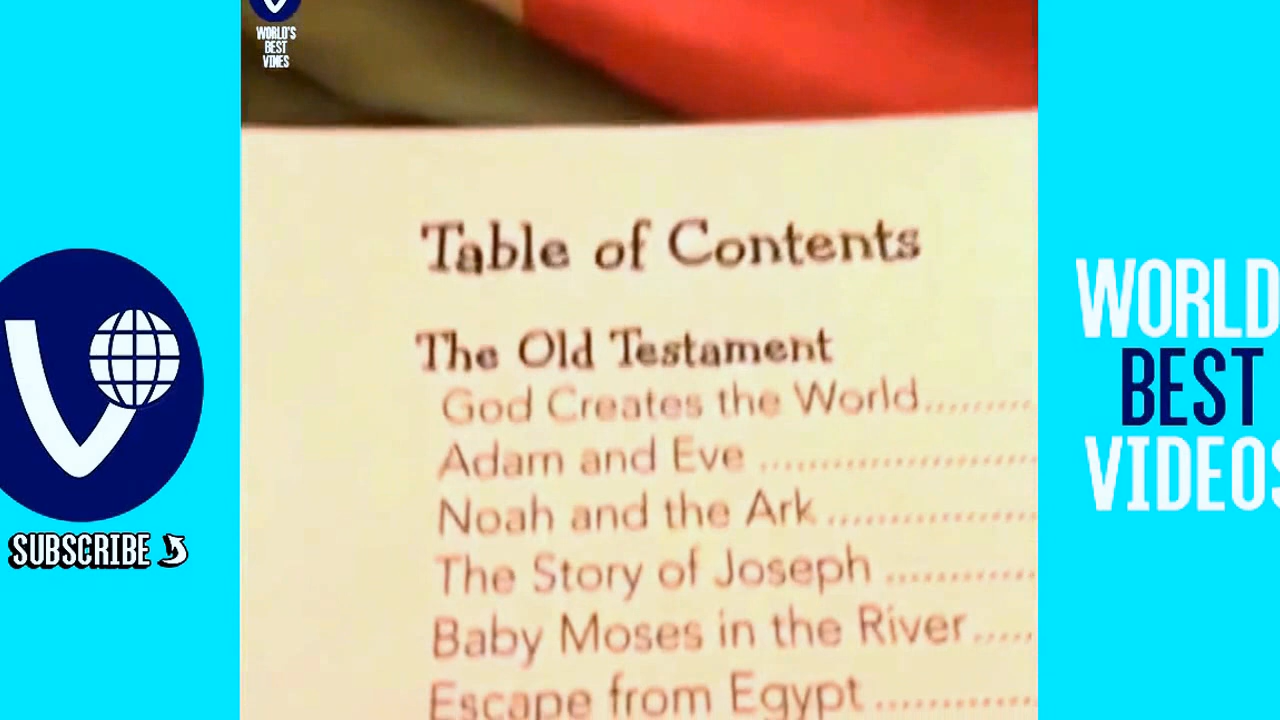 WORLD'S
BEST
VINES
Table of Contents
The Old Testament
God Creates the World.........
Adam and Eve ....................
Noah and the Ark ...............
The Story of Joseph ...........
Baby Moses in the River.....
Escape from Egypt ............
SUBSCRIBE
WORLD
BEST
VIDEOS